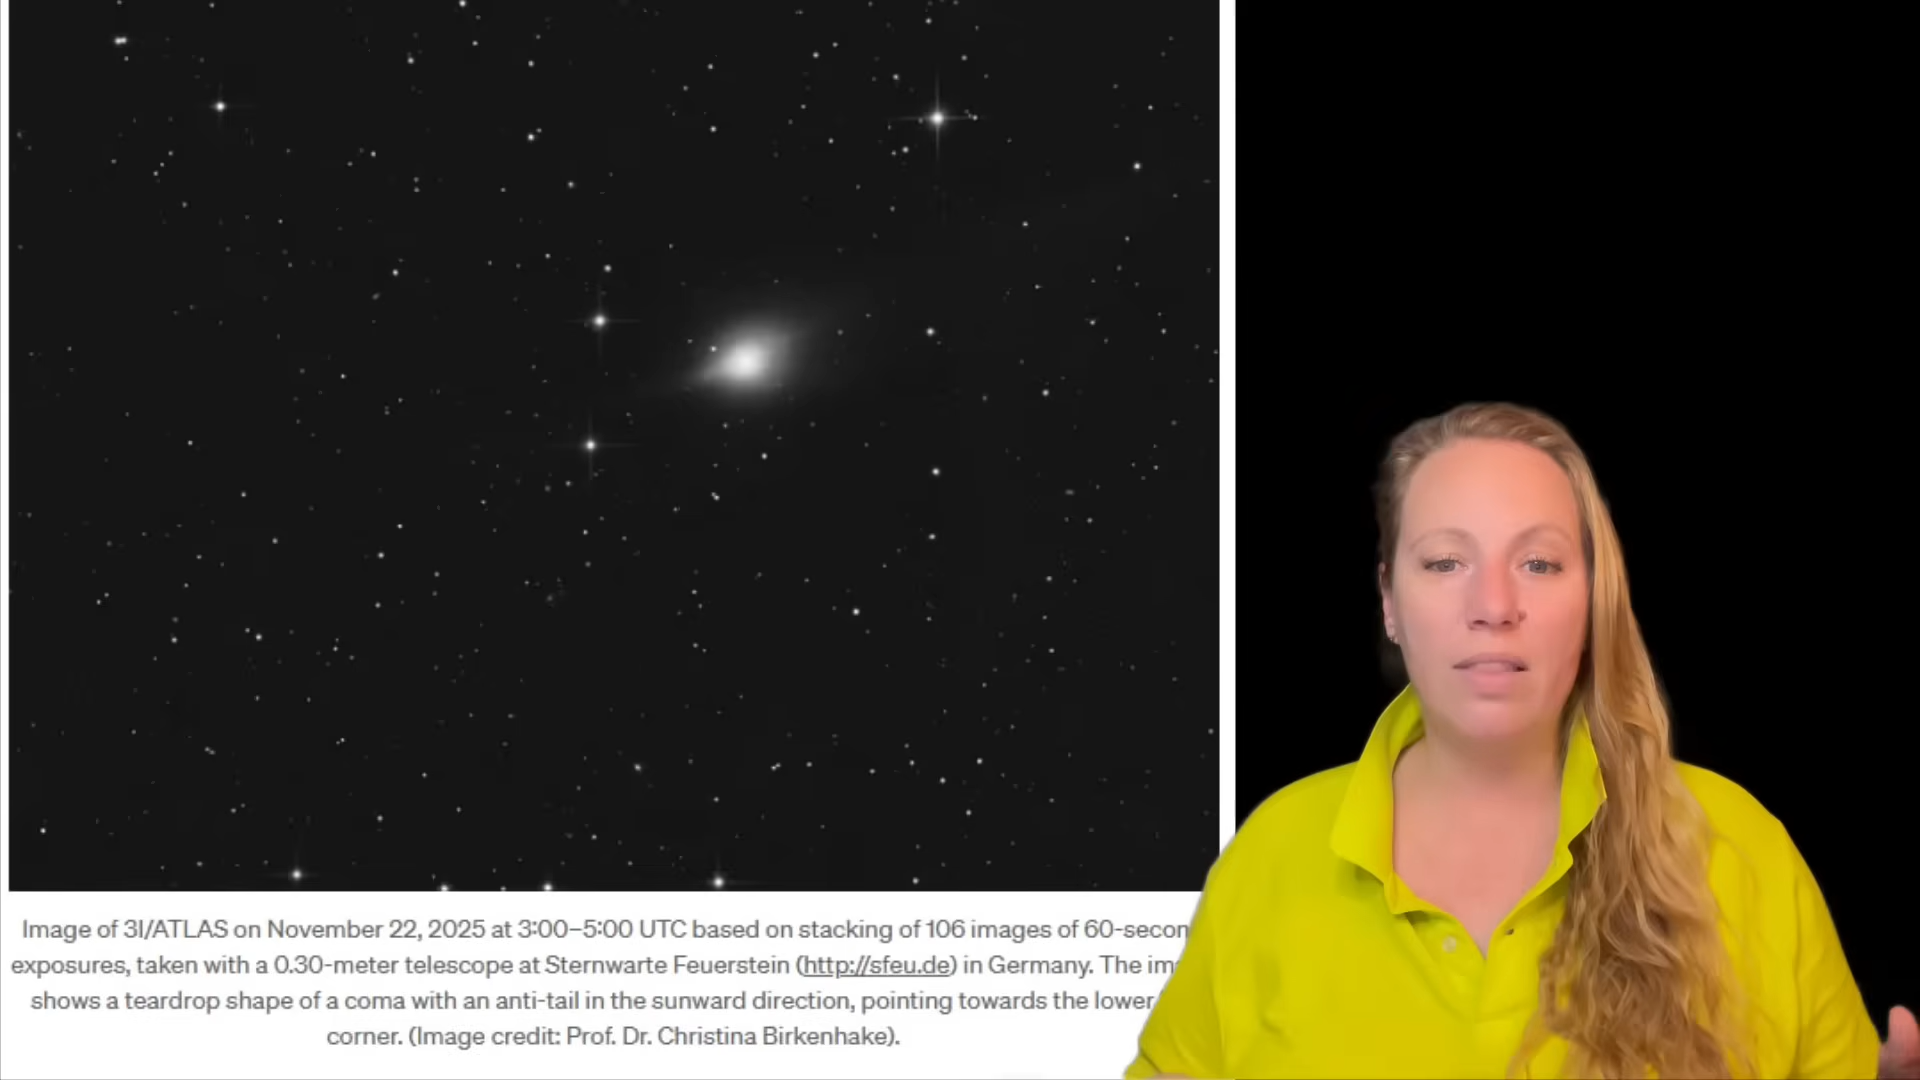 Image of 3I/ATLAS on November 22, 2025 at 3:00–5:00 UTC based on stacking of 106 images of 60-secon
exposures, taken with a 0.30-meter telescope at Sternwarte Feuerstein (http://sfeu.de) in Germany. The
shows a teardrop shape of a coma with an anti-tail in the sunward direction, pointing towards the lower
corner. (Image credit: Prof. Dr. Christina Birkenhake).